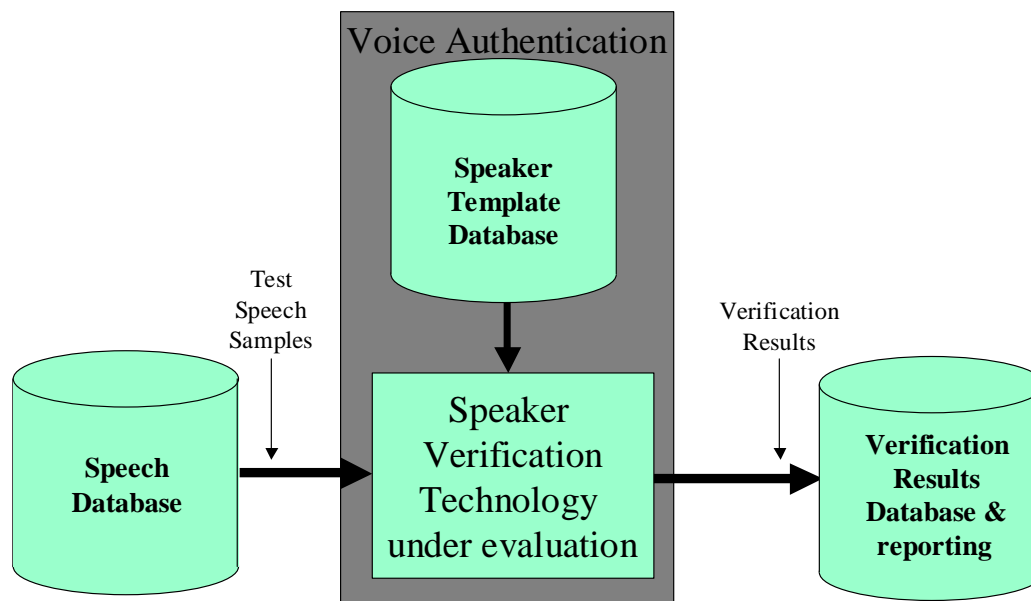 Voice Authentication
Speaker
Template
Database
Test
Speech
Samples
Verification
Results
Speech
Database
Speaker
Verification
Technology
under evaluation
Verification
Results
Database &
reporting